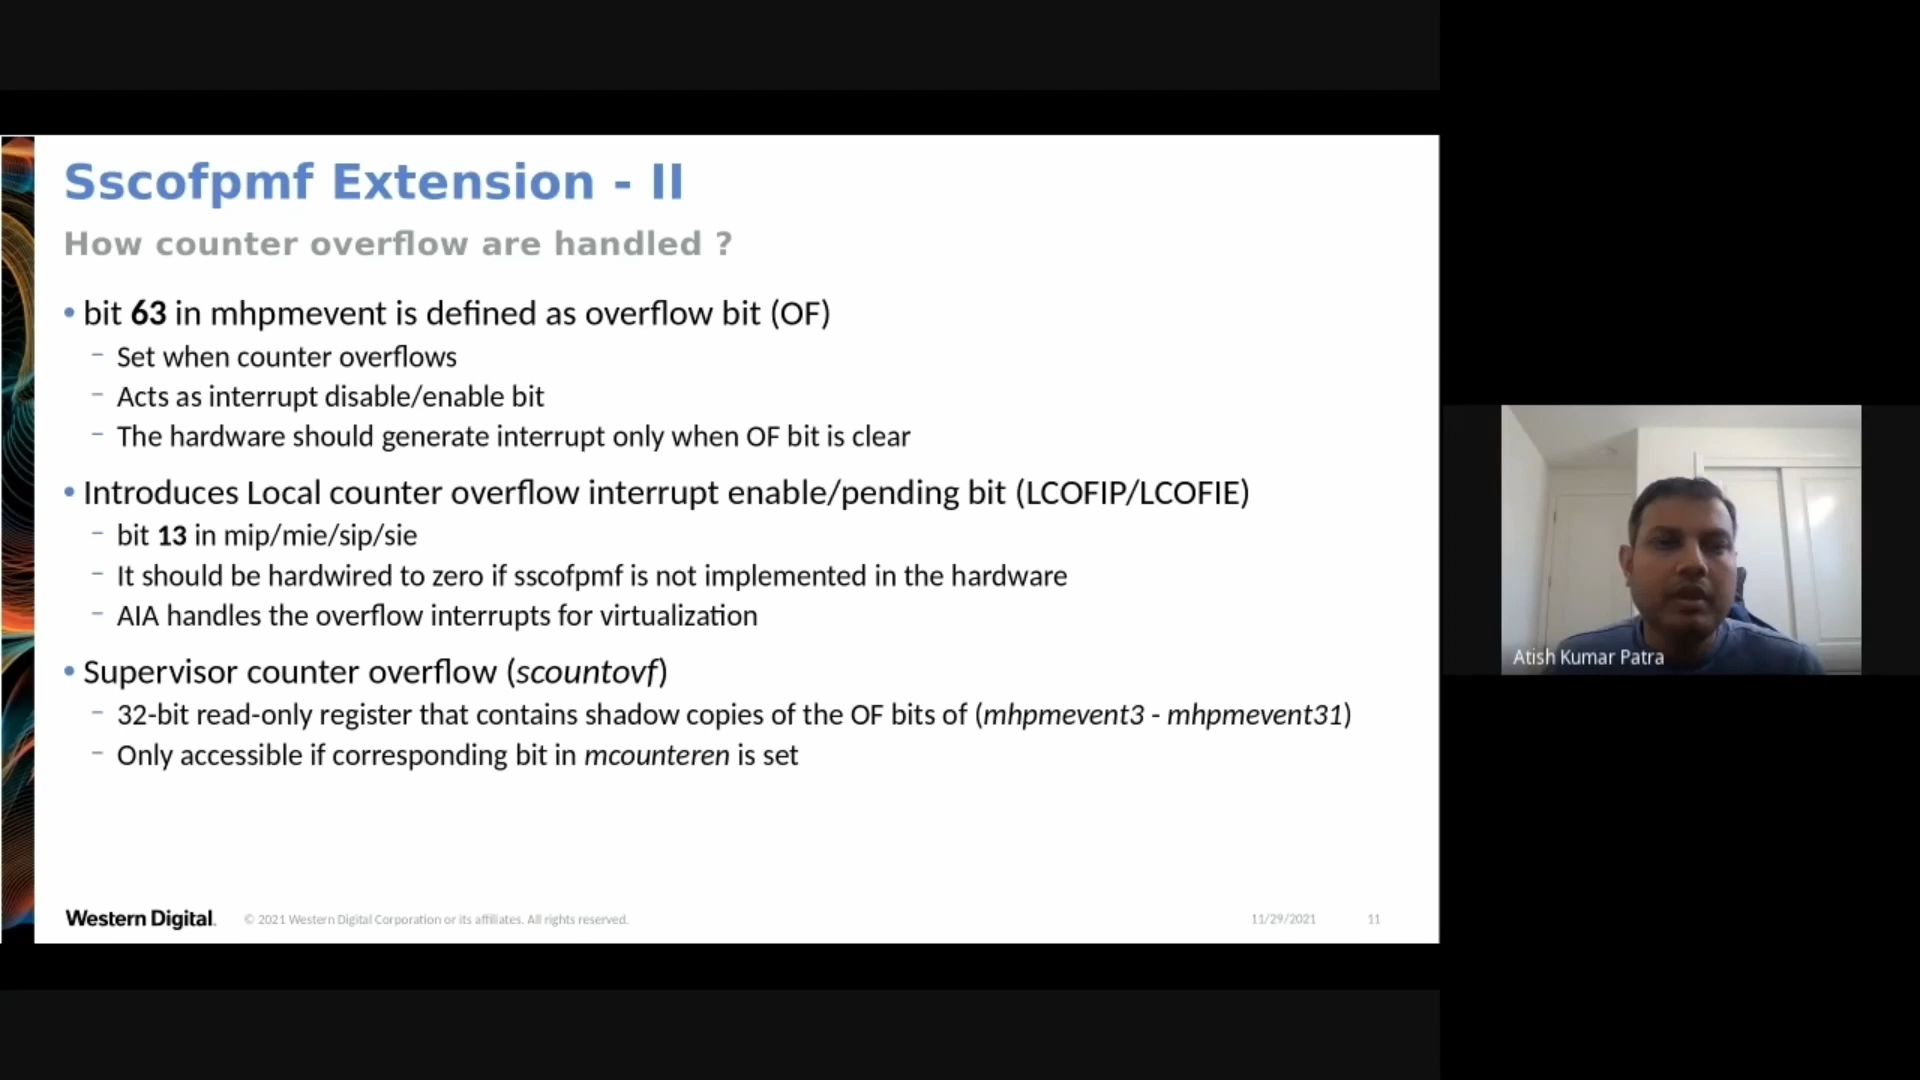 Sscofpmf Extension - II
How counter overflow are handled ?
• bit 63 in mhpmevent is defined as overflow bit (OF)
– Set when counter overflows
– Acts as interrupt disable/enable bit
– The hardware should generate interrupt only when OF bit is clear
• Introduces Local counter overflow interrupt enable/pending bit (LCOFIP/LCOFIE)
– bit 13 in mip/mie/sip/sie
– It should be hardwired to zero if sscofpmf is not implemented in the hardware
– AIA handles the overflow interrupts for virtualization
• Supervisor counter overflow (scountovf)
– 32-bit read-only register that contains shadow copies of the OF bits of (mhpmevent3 - mhpmevent31)
– Only accessible if corresponding bit in mcounteren is set
Western Digital. © 2021 Western Digital Corporation or its affiliates. All rights reserved. 11/29/2021 11
Atish Kumar Patra